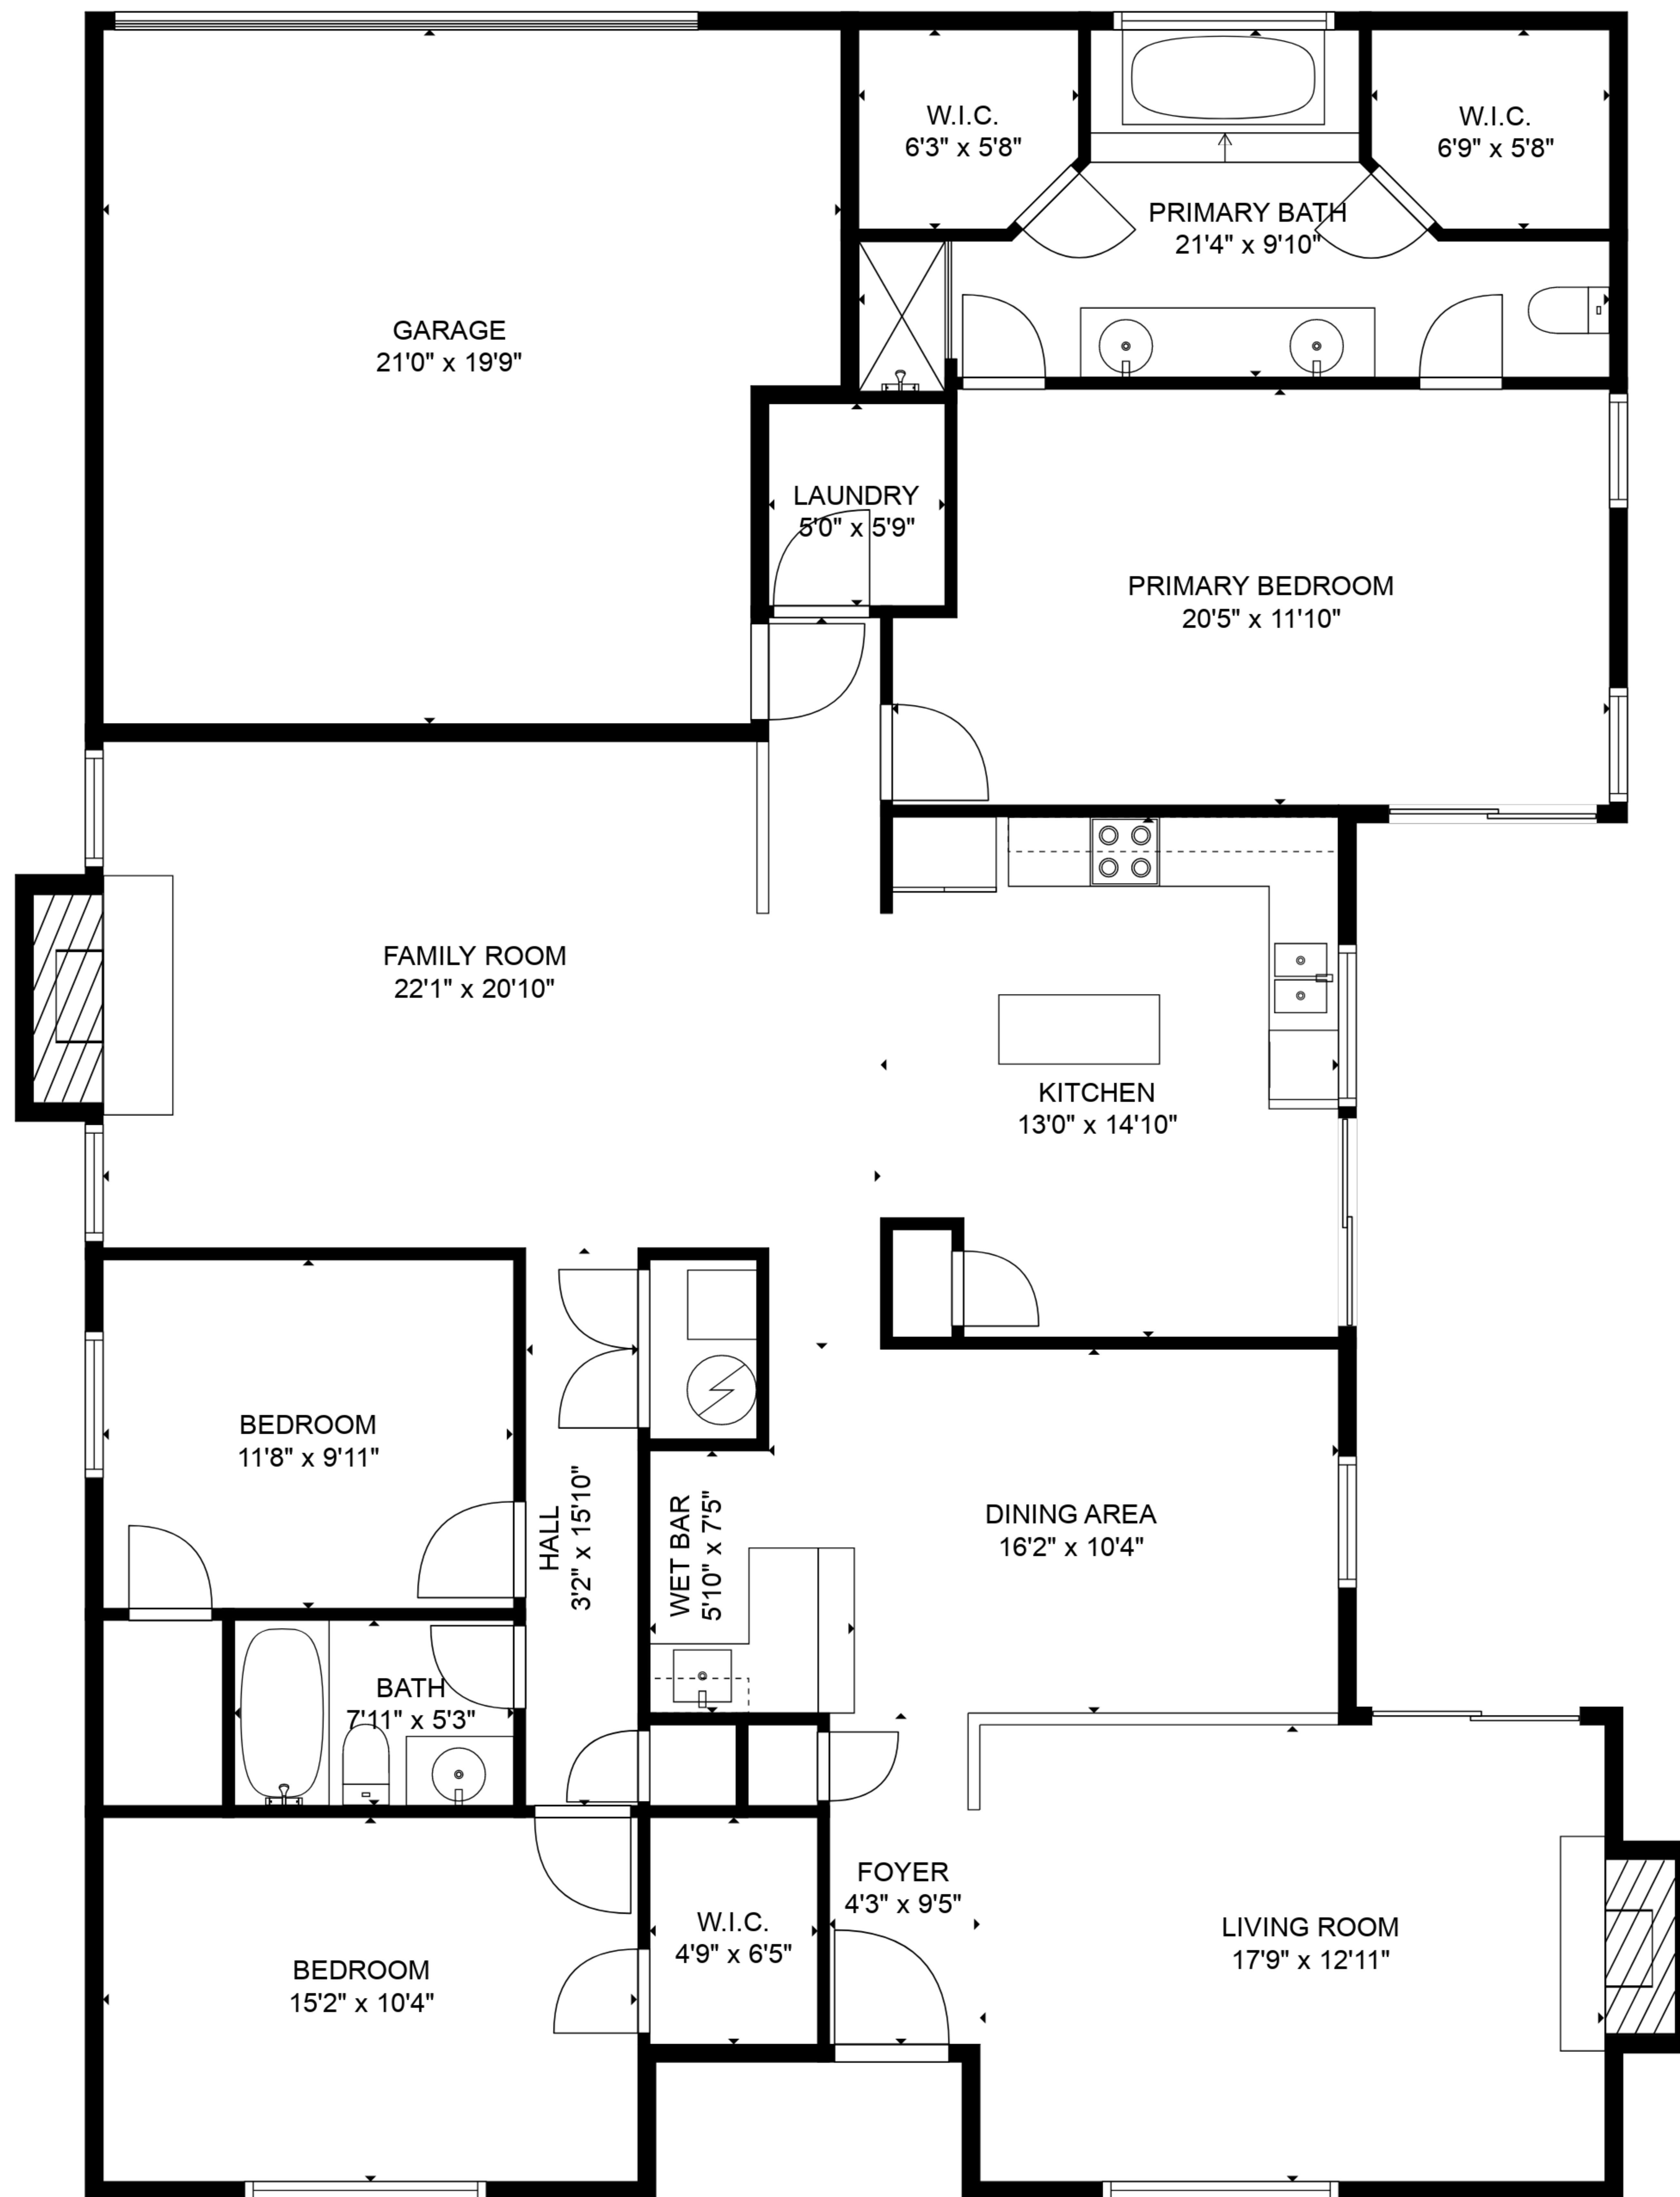 W.I.C.
6'3" x 5'8"
W.I.C.
6'9" x 5'8"
PRIMARY BATH
21'4" x 9'10"
GARAGE
21'0" x 19'9"
LAUNDRY
5'0" x 5'9"
PRIMARY BEDROOM
20'5" x 11'10"
FAMILY ROOM
22'1" x 20'10"
KITCHEN
13'0" x 14'10"
BEDROOM
11'8" x 9'11"
HALL
3'2" x 15'10"
WET BAR
5'10" x 7'5"
DINING AREA
16'2" x 10'4"
BATH
7'11" x 5'3"
FOYER
4'3" x 9'5"
W.I.C.
4'9" x 6'5"
LIVING ROOM
17'9" x 12'11"
BEDROOM
15'2" x 10'4"